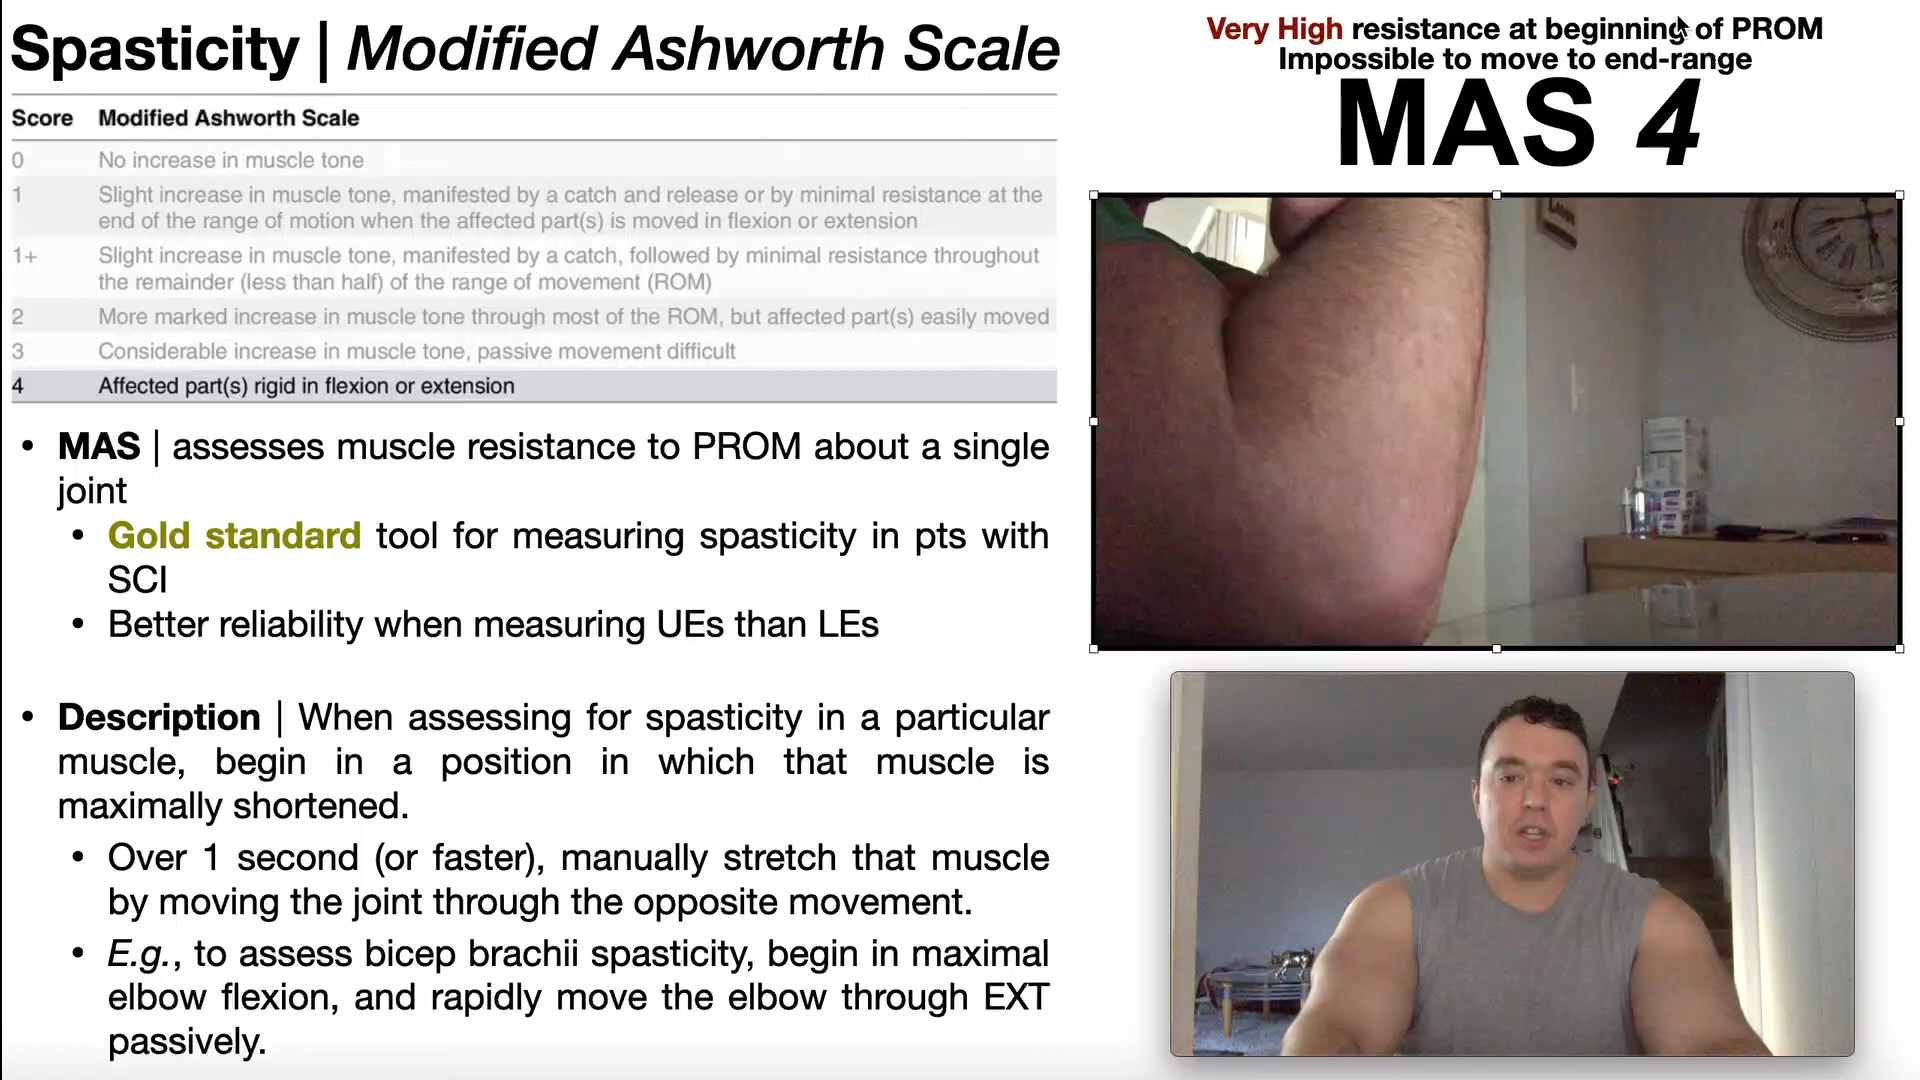 Spasticity | Modified Ashworth Scale
Score Modified Ashworth Scale
0 No increase in muscle tone
1 Slight increase in muscle tone, manifested by a catch and release or by minimal resistance at the
end of the range of motion when the affected part(s) is moved in flexion or extension
1+ Slight increase in muscle tone, manifested by a catch, followed by minimal resistance throughout
the remainder (less than half) of the range of movement (ROM)
2 More marked increase in muscle tone through most of the ROM, but affected part(s) easily moved
3 Considerable increase in muscle tone, passive movement difficult
4 Affected part(s) rigid in flexion or extension
• MAS | assesses muscle resistance to PROM about a single
joint
• Gold standard tool for measuring spasticity in pts with
SCI
• Better reliability when measuring UEs than LEs
• Description | When assessing for spasticity in a particular
muscle, begin in a position in which that muscle is
maximally shortened.
• Over 1 second (or faster), manually stretch that muscle
by moving the joint through the opposite movement.
• E.g., to assess bicep brachii spasticity, begin in maximal
elbow flexion, and rapidly move the elbow through EXT
passively.
Very High resistance at beginning of PROM
Impossible to move to end-range
MAS 4